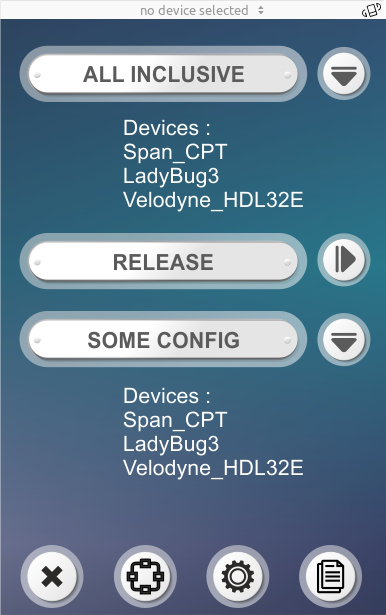 no device selected
ALL INCLUSIVE
Devices :
Span_CPT
LadyBug3
Velodyne_HDL32E
RELEASE
SOME CONFIG
Devices :
Span_CPT
LadyBug3
Velodyne_HDL32E